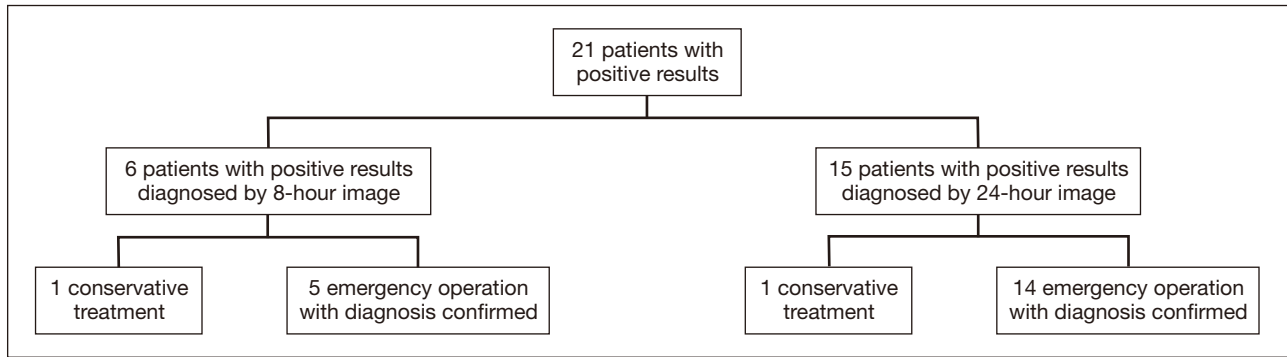 21 patients with
positive results
6 patients with positive results
diagnosed by 8-hour image
15 patients with positive results
diagnosed by 24-hour image
1 conservative
treatment
5 emergency operation
with diagnosis confirmed
1 conservative
treatment
14 emergency operation
with diagnosis confirmed